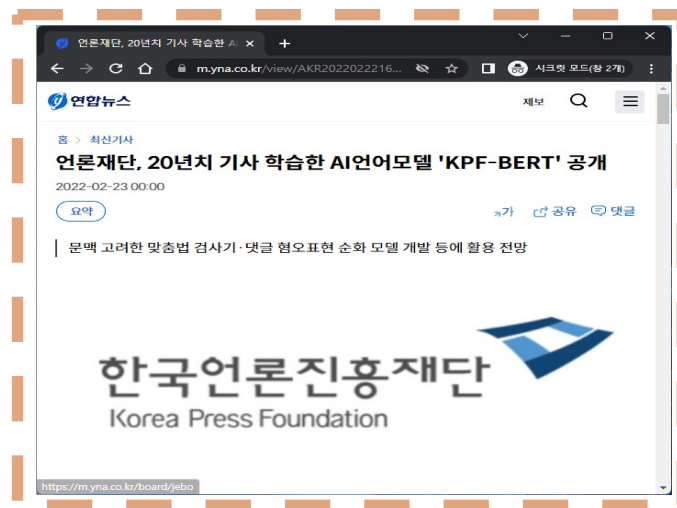 언론재단, 20년치 기사 학습한 A
m.yna.co.kr/view/AKR2022022216...
시크릿 모드(창 2개)
연합뉴스
제보
홈 > 최신기사
언론재단, 20년치 기사 학습한 AI언어모델 'KPF-BERT' 공개
2022-02-23 00:00
요약
가가 공유 댓글
문맥 고려한 맞춤법 검사기·댓글 혐오표현 순화 모델 개발 등에 활용 전망
한국언론진흥재단
Korea Press Foundation
https://m.yna.co.kr/board/jebo